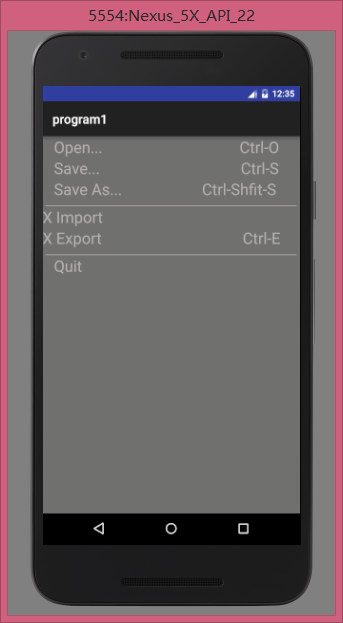 5554:Nexus_5X_API_22
12:35
program1
Open... Ctrl-O
Save... Ctrl-S
Save As... Ctrl-Shfit-S
X Import
X Export Ctrl-E
Quit